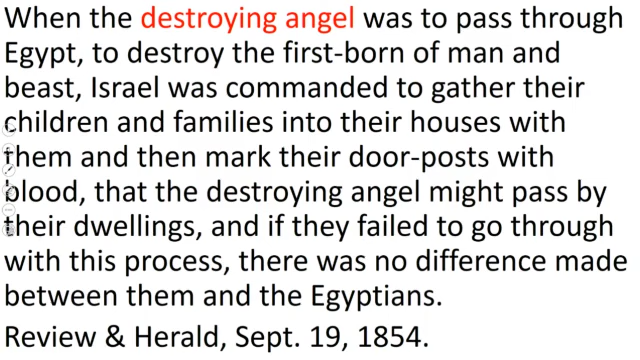 When the destroying angel was to pass through
Egypt, to destroy the first-born of man and
beast, Israel was commanded to gather their
children and families into their houses with
them and then mark their door-posts with
blood, that the destroying angel might pass by
their dwellings, and if they failed to go through
with this process, there was no difference made
between them and the Egyptians.
Review & Herald, Sept. 19, 1854.